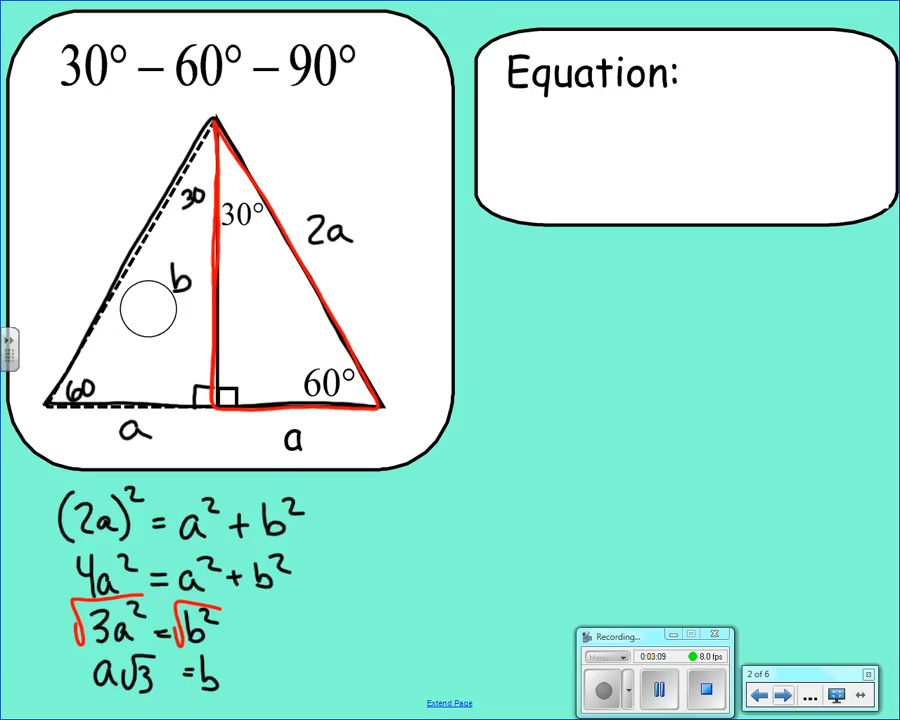 30° – 60° – 90°
Equation:
30
30°
2a
b
60
60°
a
a
(2a)² = a² + b²
4a² = a² + b²
√3a² = √b²
a√3 = b
Recording...
Menu
0:03:09
8.0 fps
2 of 6
...
Extend Page